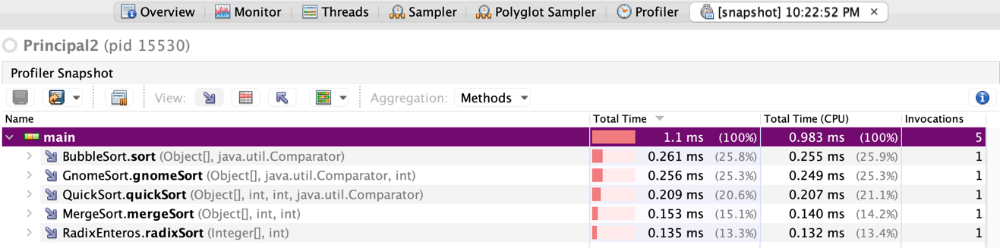 Overview Monitor Threads Sampler Polyglot Sampler Profiler [snapshot] 10:22:52 PM ×
Principal2 (pid 15530)
Profiler Snapshot
View: Aggregation: Methods
Name Total Time Total Time (CPU) Invocations
main 1.1 ms (100%) 0.983 ms (100%) 5
BubbleSort.sort (Object[], java.util.Comparator) 0.261 ms (25.8%) 0.255 ms (25.9%) 1
GnomeSort.gnomeSort (Object[], java.util.Comparator, int) 0.256 ms (25.3%) 0.249 ms (25.3%) 1
QuickSort.quickSort (Object[], int, int, java.util.Comparator) 0.209 ms (20.6%) 0.207 ms (21.1%) 1
MergeSort.mergeSort (Object[], int, int) 0.153 ms (15.1%) 0.140 ms (14.2%) 1
RadixEnteros.radixSort (Integer[], int) 0.135 ms (13.3%) 0.132 ms (13.4%) 1